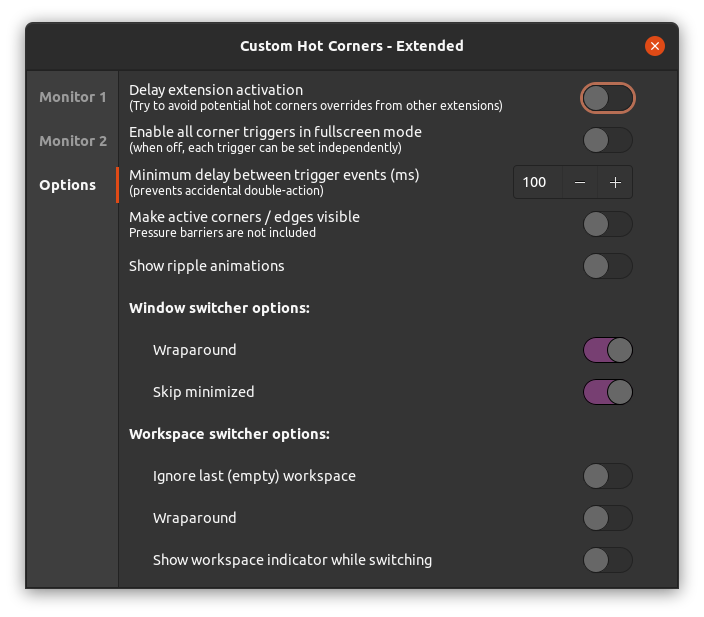 Custom Hot Corners - Extended
Monitor 1
Monitor 2
Options
Delay extension activation
(Try to avoid potential hot corners overrides from other extensions)
Enable all corner triggers in fullscreen mode
(when off, each trigger can be set independently)
Minimum delay between trigger events (ms)
(prevents accidental double-action)
100 − +
Make active corners / edges visible
Pressure barriers are not included
Show ripple animations
Window switcher options:
Wraparound
Skip minimized
Workspace switcher options:
Ignore last (empty) workspace
Wraparound
Show workspace indicator while switching